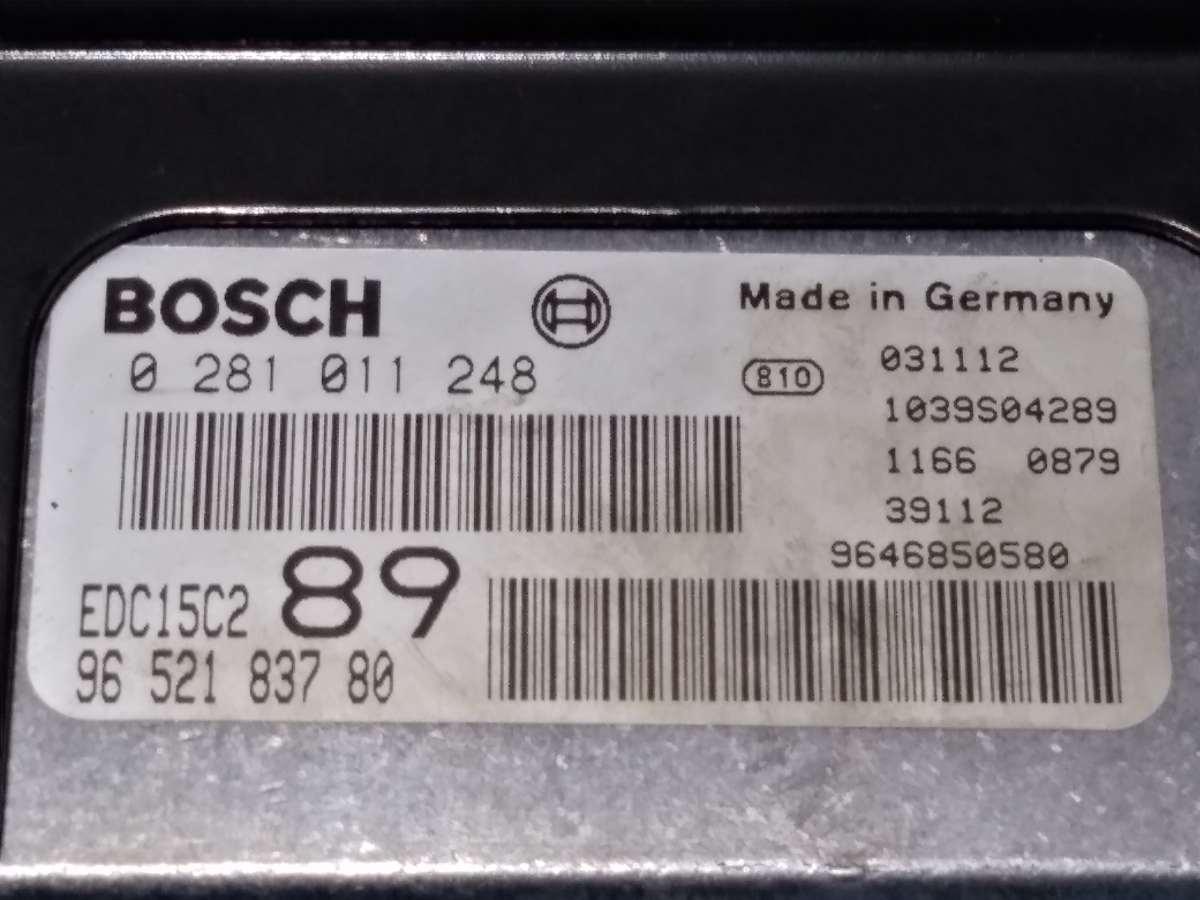 BOSCH
Made in Germany
0 281 011 248
810
031112
1039S04289
1166 0879
39112
9646850580
EDC15C2 89
96 521 837 80